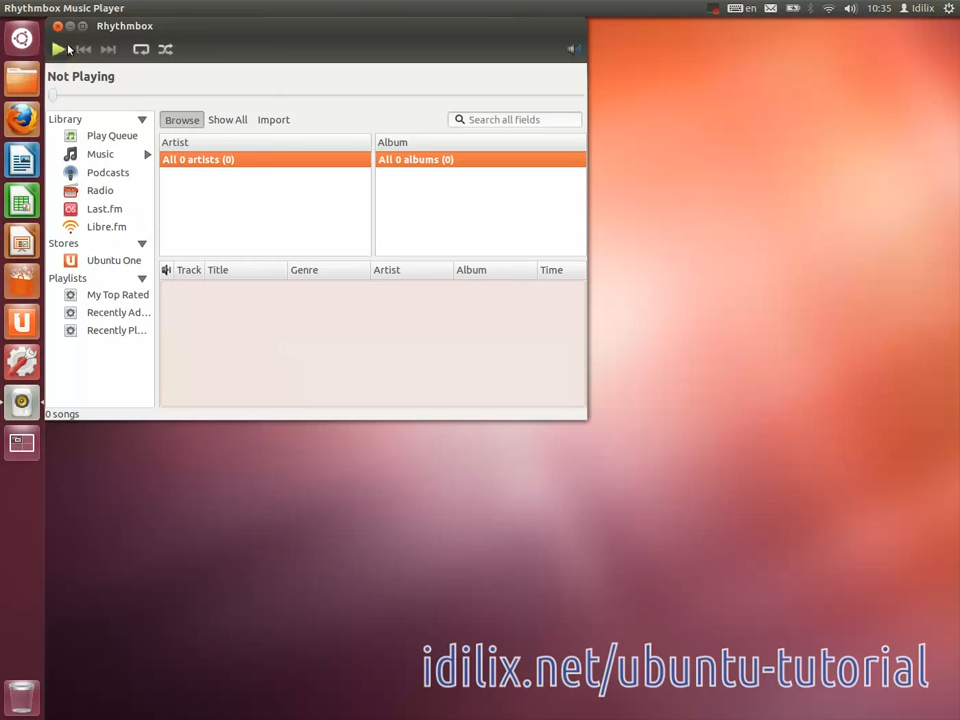 Rhythmbox Music Player
en
10:35
Idilix
Rhythmbox
Not Playing
Library
Play Queue
Music
Podcasts
Radio
Last.fm
Libre.fm
Stores
Ubuntu One
Playlists
My Top Rated
Recently Ad...
Recently Pl...
Browse Show All Import
Search all fields
Artist Album
All 0 artists (0) All 0 albums (0)
Track Title Genre Artist Album Time
0 songs
idilix.net/ubuntu-tutorial